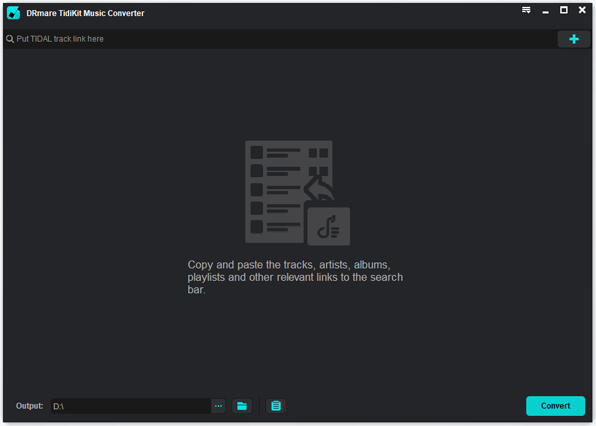 DRmare TidiKit Music Converter
Put TIDAL track link here
Copy and paste the tracks, artists, albums,
playlists and other relevant links to the search
bar.
Output: D:\ ...
Convert